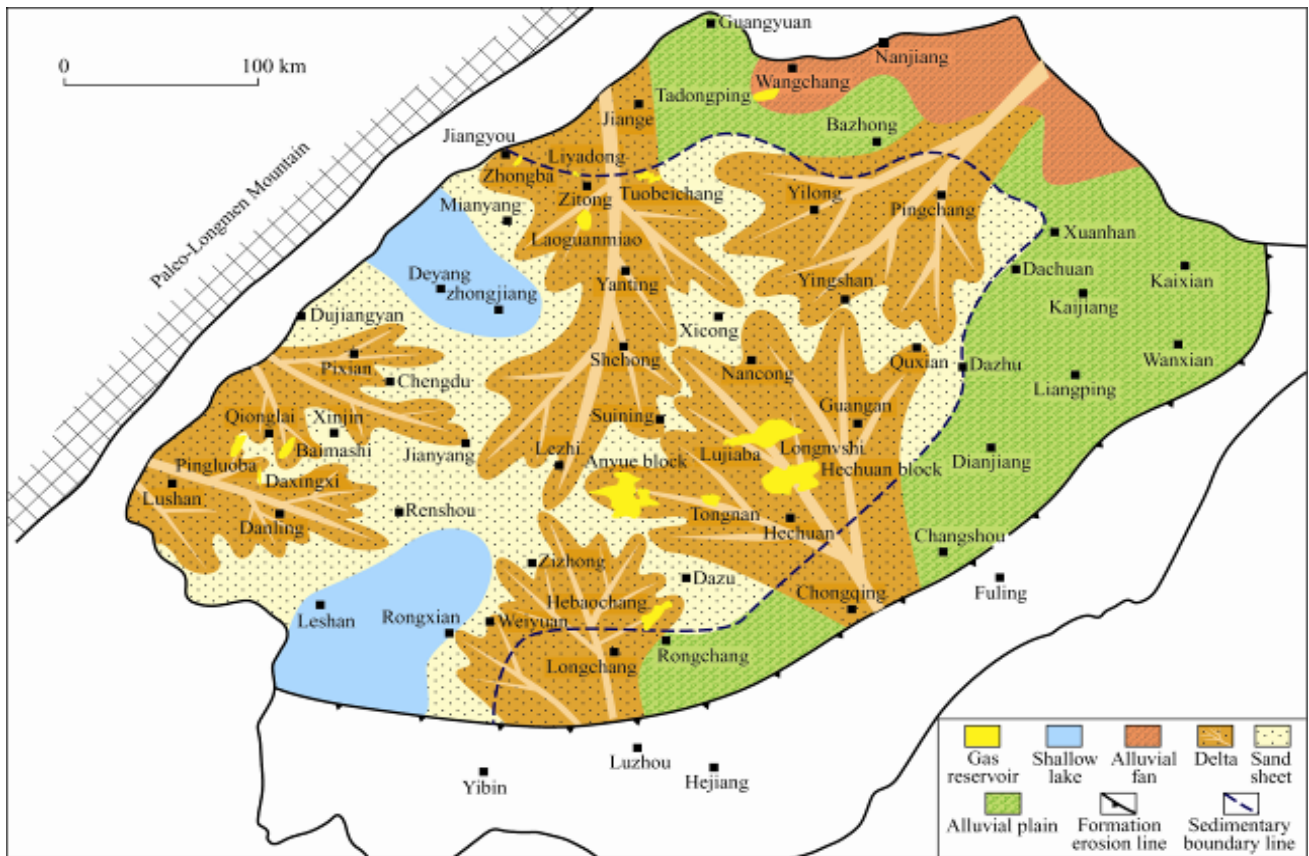 Guangyuan
Nanjiang
0
100 km
Wangchang
Tadongping
Jiange
Bazhong
Jiangyou
Liyadong
Zhongba
Zitong
Tuobeichang
Yilong
Pingchang
Mianyang
Paleo-Longmen Mountain
Laoguanmiao
Xuanhan
Deyang
zhongjiang
Yanting
Yingshan
Dachuan
Kaixian
Kaijiang
Dujiangyan
Xicong
Pixian
Shehong
Nancong
Quxian
Dazhu
Wanxian
Chengdu
Liangping
Qionglai
Xinjin
Suining
Guangan
Baimashi
Jianyang
Lezhi
Lujiaba
Longnvshi
Pingluoba
Anyue block
Hechuan block
Dianjiang
Daxingxi
Lushan
Danling
Renshou
Tongnan
Hechuan
Changshou
Zizhong
Dazu
Fuling
Hebaochang
Chongqing
Leshan
Rongxian
Weiyuan
Longchang
Rongchang
Luzhou
Yibin
Hejiang
Gas
reservoir
Shallow
lake
Alluvial
fan
Delta
Sand
sheet
Alluvial plain
Formation
erosion line
Sedimentary
boundary line